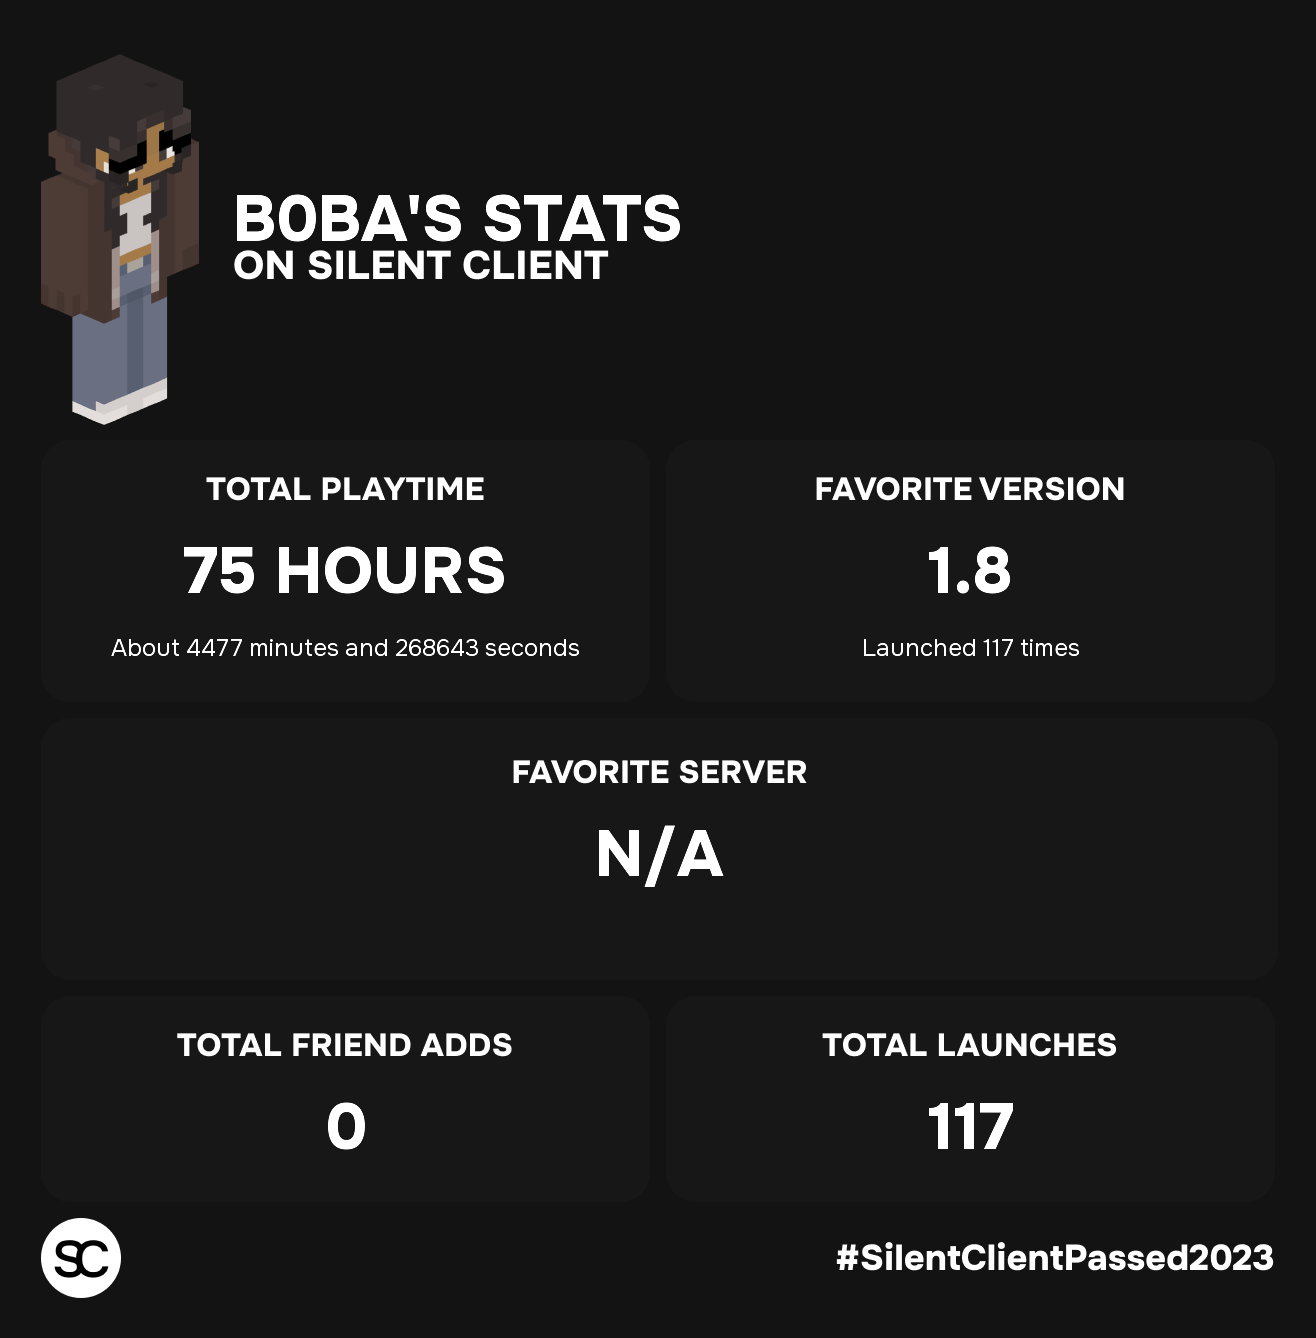 B0BA'S STATS
ON SILENT CLIENT
TOTAL PLAYTIME
75 HOURS
About 4477 minutes and 268643 seconds
FAVORITE VERSION
1.8
Launched 117 times
FAVORITE SERVER
N/A
TOTAL FRIEND ADDS
0
TOTAL LAUNCHES
117
SC
#SilentClientPassed2023